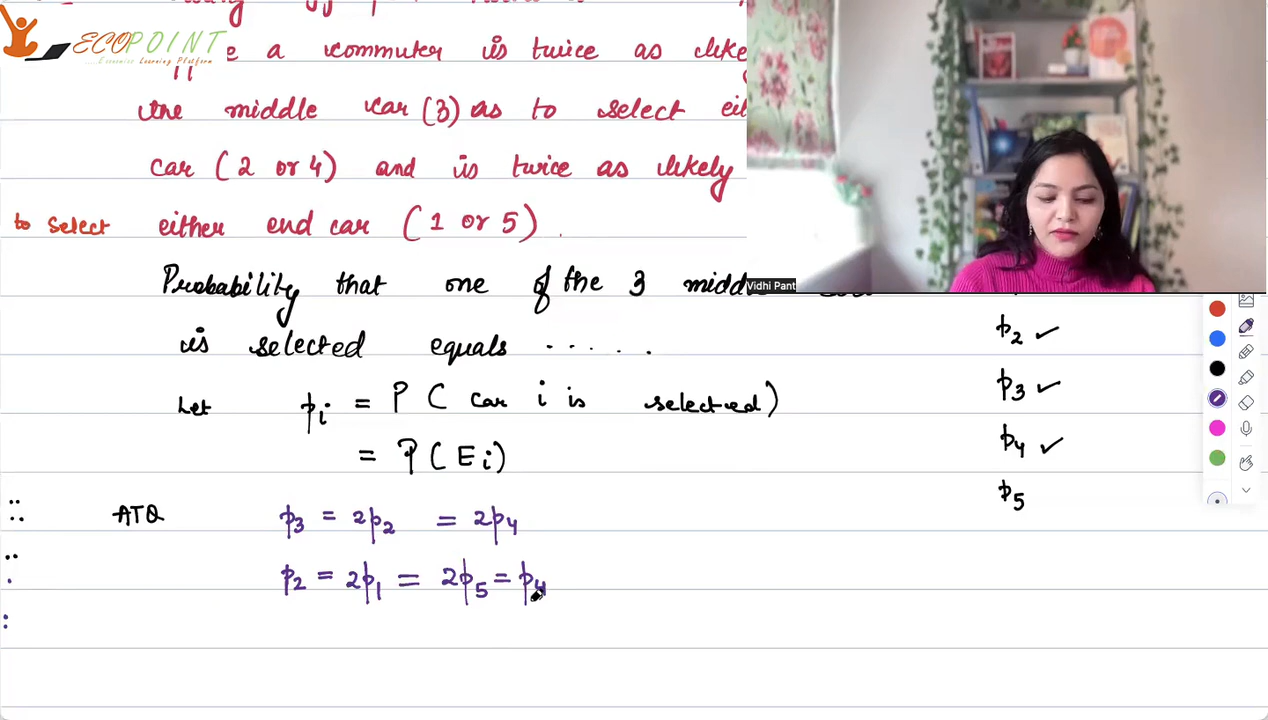 ECOPOINT
....Economics Learning Platform
a commuter is twice as
the middle car (3) as to select
car (2 or 4) and is twice as likely
to select either end car (1 or 5).
Probability that one of the 3
is selected equals ......
p2 ✓
Let pi = P ( car i is selected)
p3 ✓
= P(Ei)
p4 ✓
p5
∴ ATQ p3 = 2p2 = 2p4
p2 = 2p1 = 2p5 = p4
Vidhi Pant